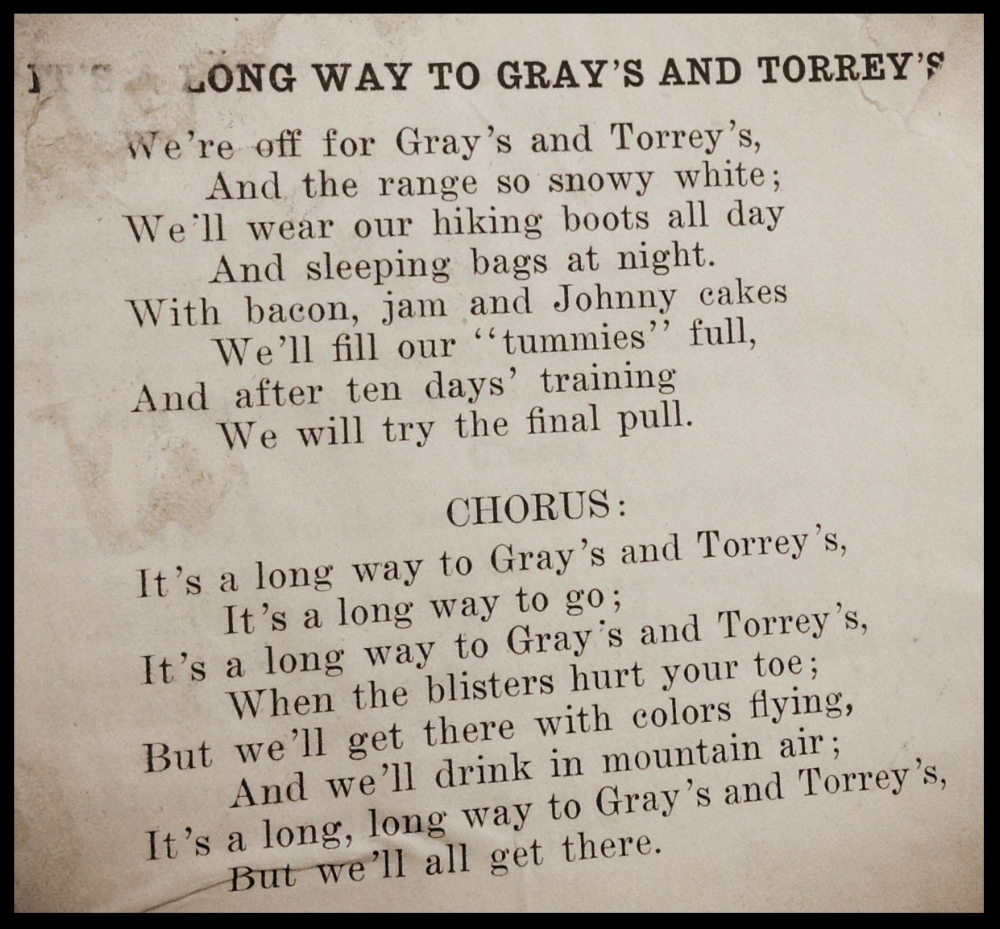 IT'S A LONG WAY TO GRAY'S AND TORREY'S
We're off for Gray's and Torrey's,
And the range so snowy white;
We'll wear our hiking boots all day
And sleeping bags at night.
With bacon, jam and Johnny cakes
We'll fill our "tummies" full,
And after ten days' training
We will try the final pull.
CHORUS:
It's a long way to Gray's and Torrey's,
It's a long way to go;
It's a long way to Gray's and Torrey's,
When the blisters hurt your toe;
But we'll get there with colors flying,
And we'll drink in mountain air;
It's a long, long way to Gray's and Torrey's,
But we'll all get there.